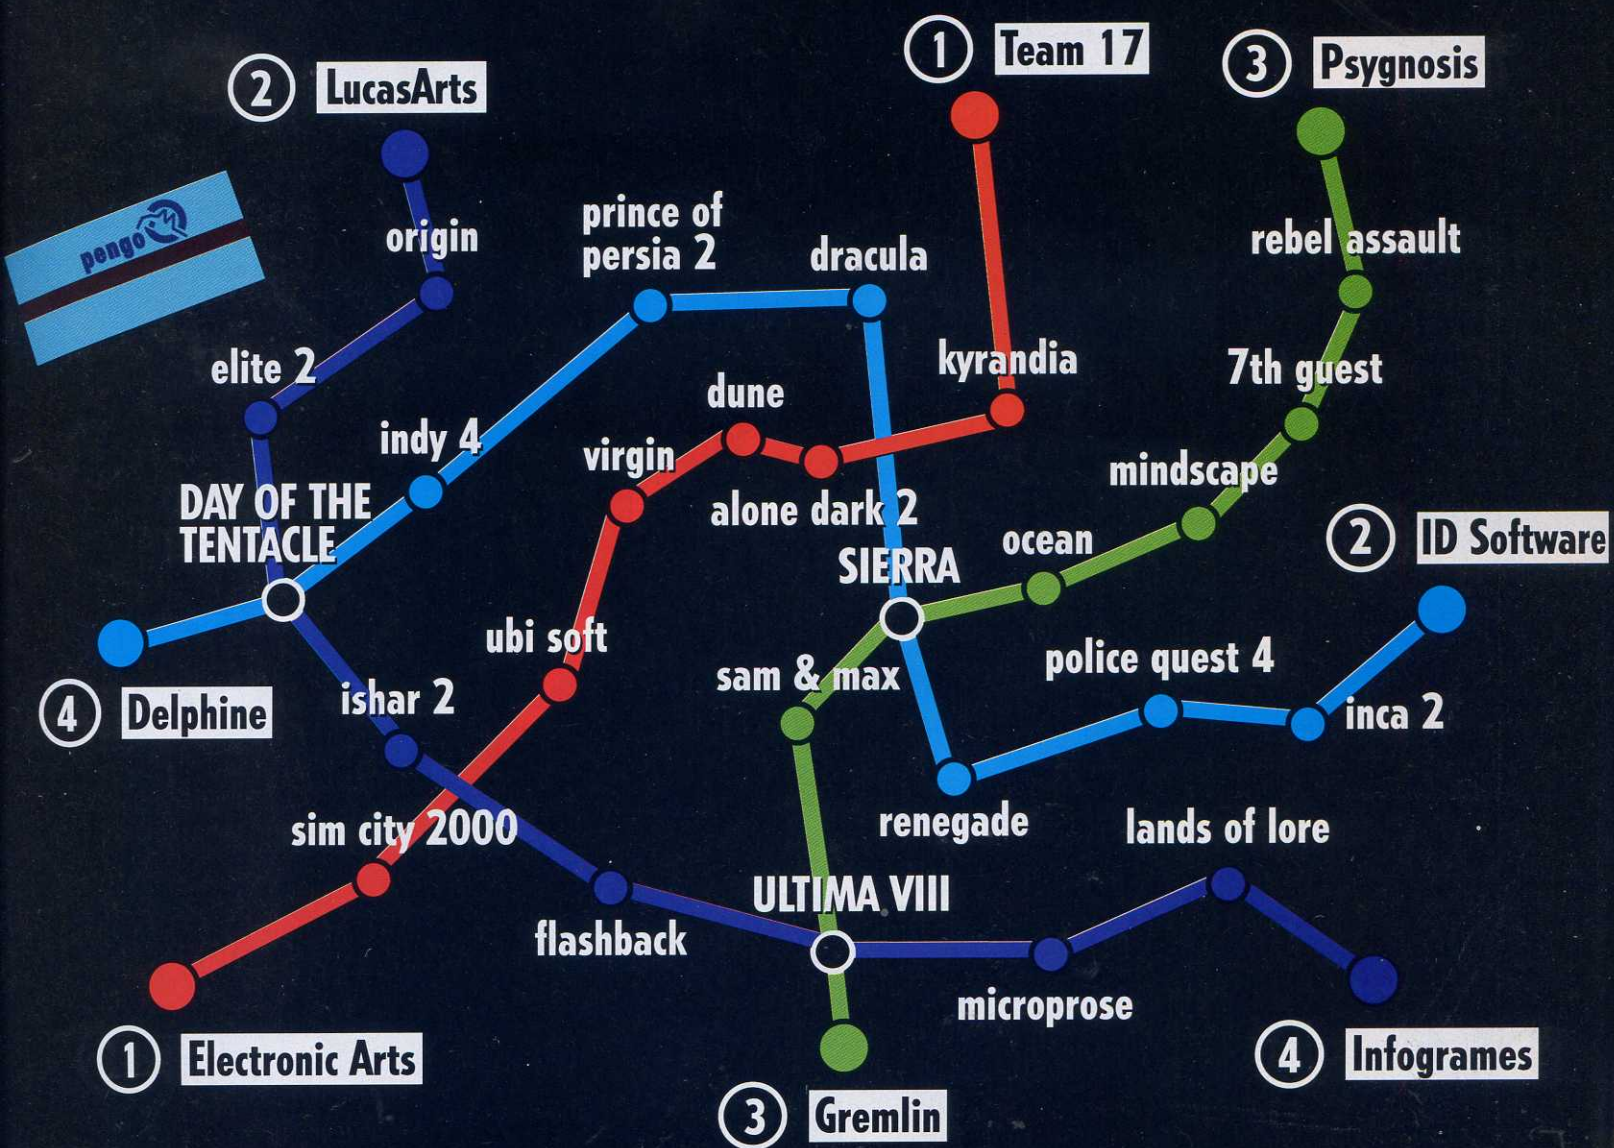 1 Team 17
3 Psygnosis
2 LucasArts
pengo
origin
prince of
persia 2
dracula
rebel assault
elite 2
kyrandia
7th guest
dune
indy 4
virgin
mindscape
DAY OF THE
TENTACLE
alone dark 2
SIERRA
ocean
2 ID Software
ubi soft
sam & max
police quest 4
4 Delphine
ishar 2
inca 2
sim city 2000
renegade
lands of lore
ULTIMA VIII
flashback
microprose
1 Electronic Arts
4 Infogrames
3 Gremlin